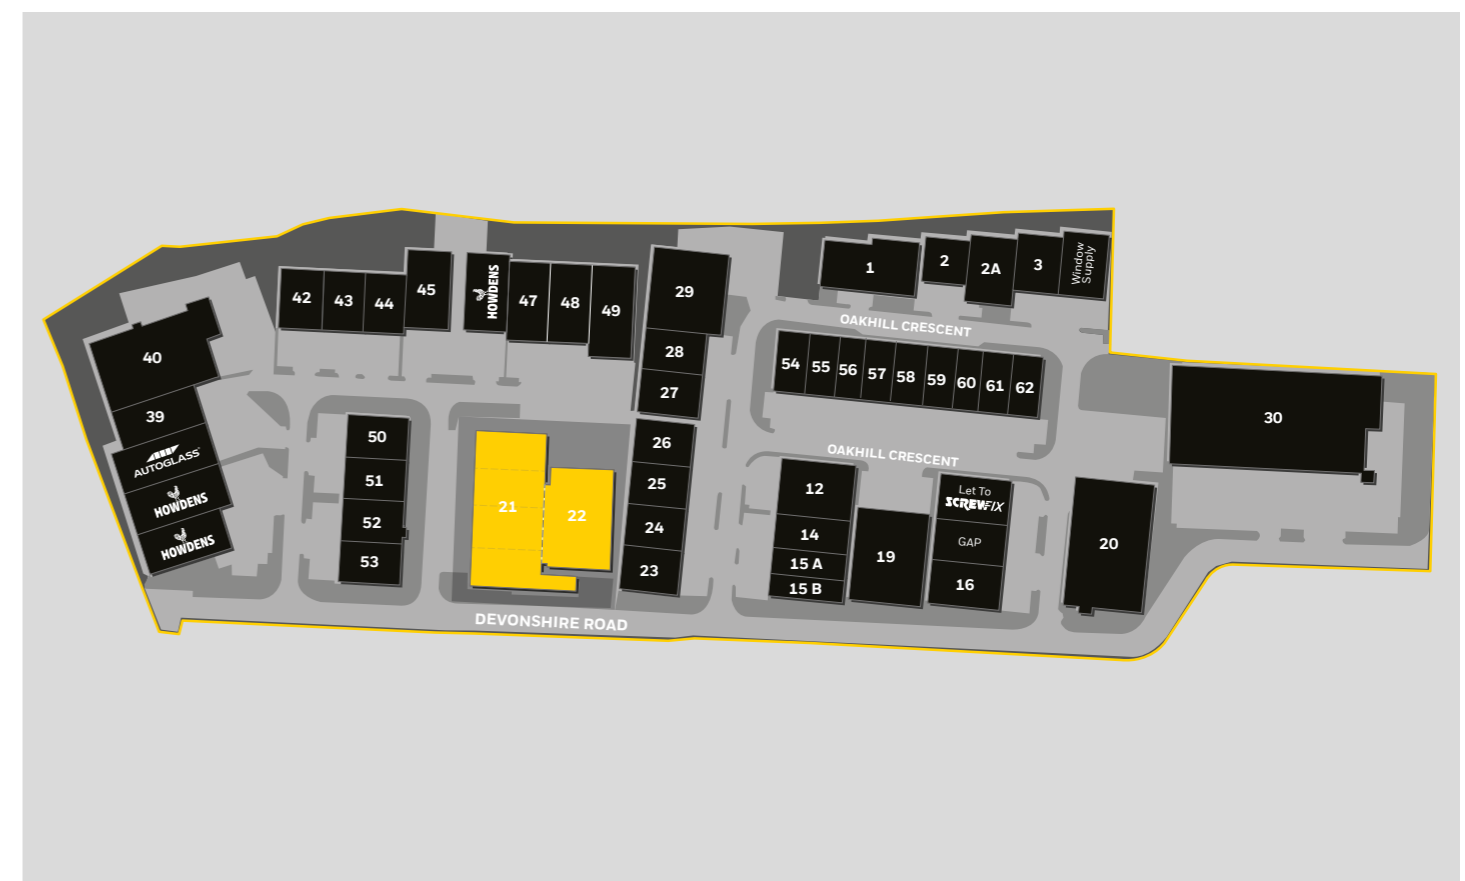 40
39
AUTOGLASS
HOWDENS
HOWDENS
42
43
44
45
HOWDENS
47
48
49
50
51
52
53
21
22
29
28
27
26
25
24
23
DEVONSHIRE ROAD
1
2
2A
3
Window
Supply
OAKHILL CRESCENT
54
55
56
57
58
59
60
61
62
OAKHILL CRESCENT
12
14
15 A
15 B
19
Let To
SCREWFIX
GAP
16
20
30